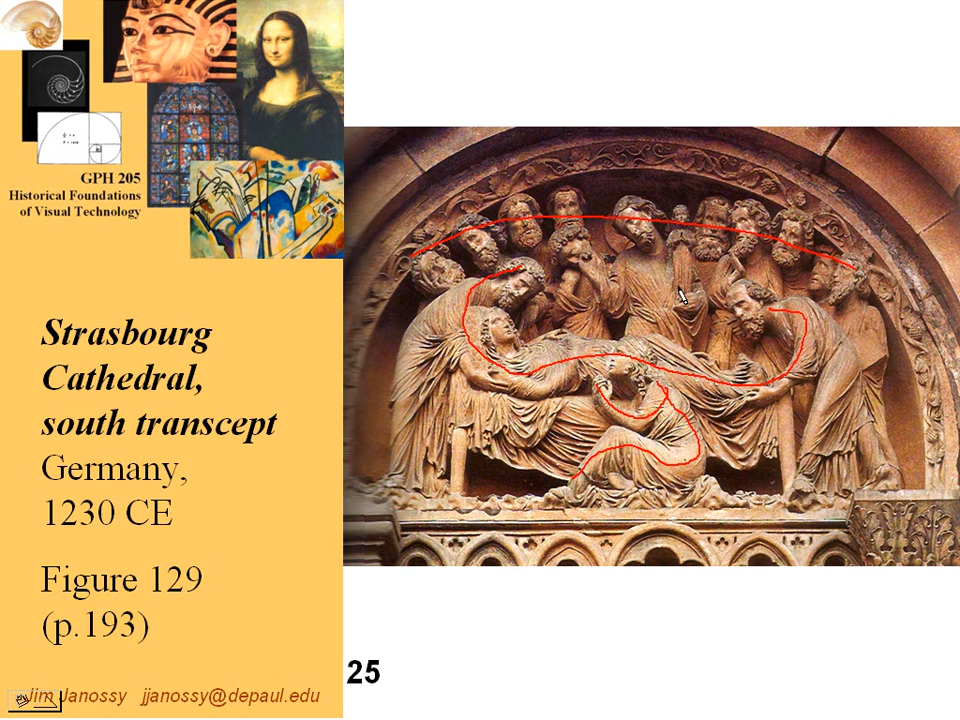 GPH 205
Historical Foundations
of Visual Technology
Strasbourg
Cathedral,
south transcept
Germany,
1230 CE
Figure 129
(p.193)
Jim Janossy jjanossy@depaul.edu
25